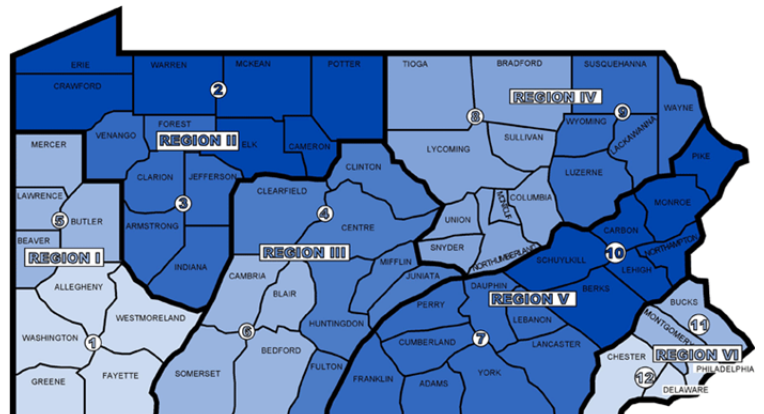 ERIE
WARREN
MCKEAN
POTTER
TIOGA
BRADFORD
SUSQUEHANNA
CRAWFORD
2
8
REGION IV
9
WAYNE
VENANGO
FOREST
REGION II
WYOMING
LACKAWANNA
MERCER
ELK
CAMERON
LYCOMING
SULLIVAN
PIKE
CLINTON
CLARION
JEFFERSON
CLEARFIELD
LUZERNE
LAWRENCE
3
4
COLUMBIA
MONROE
5
BUTLER
UNION
MONTOUR
ARMSTRONG
CENTRE
CARBON
BEAVER
REGION I
REGION III
SNYDER
NORTHUMBERLAND
10
NORTHAMPTON
INDIANA
CAMBRIA
MIFFLIN
JUNIATA
SCHUYLKILL
LEHIGH
ALLEGHENY
BLAIR
DAUPHIN
REGION V
BERKS
PERRY
BUCKS
WESTMORELAND
LEBANON
MONTGOMERY
11
HUNTINGDON
WASHINGTON
1
6
CUMBERLAND
7
LANCASTER
BEDFORD
CHESTER
REGION VI
FULTON
PHILADELPHIA
GREENE
FAYETTE
SOMERSET
FRANKLIN
ADAMS
YORK
12
DELAWARE